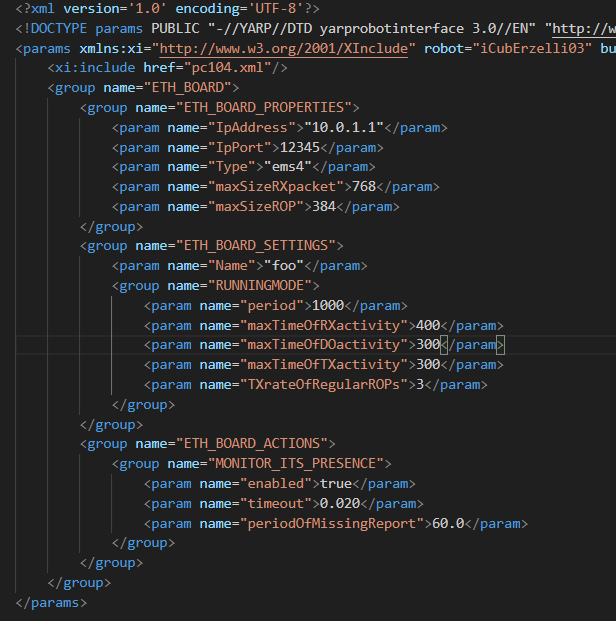 <?xml version='1.0' encoding='UTF-8'?>
<!DOCTYPE params PUBLIC "-//YARP//DTD yarprobotinterface 3.0//EN" "http://w
<params xmlns:xi="http://www.w3.org/2001/XInclude" robot="iCubErzelli03" bu
<xi:include href="pc104.xml"/>
<group name="ETH_BOARD">
<group name="ETH_BOARD_PROPERTIES">
<param name="IpAddress">"10.0.1.1"</param>
<param name="IpPort">12345</param>
<param name="Type">"ems4"</param>
<param name="maxSizeRXpacket">768</param>
<param name="maxSizeROP">384</param>
</group>
<group name="ETH_BOARD_SETTINGS">
<param name="Name">"foo"</param>
<group name="RUNNINGMODE">
<param name="period">1000</param>
<param name="maxTimeOfRXactivity">400</param>
<param name="maxTimeOfDOactivity">300</param>
<param name="maxTimeOfTXactivity">300</param>
<param name="TXrateOfRegularROPs">3</param>
</group>
</group>
<group name="ETH_BOARD_ACTIONS">
<group name="MONITOR_ITS_PRESENCE">
<param name="enabled">true</param>
<param name="timeout">0.020</param>
<param name="periodOfMissingReport">60.0</param>
</group>
</group>
</group>
</params>